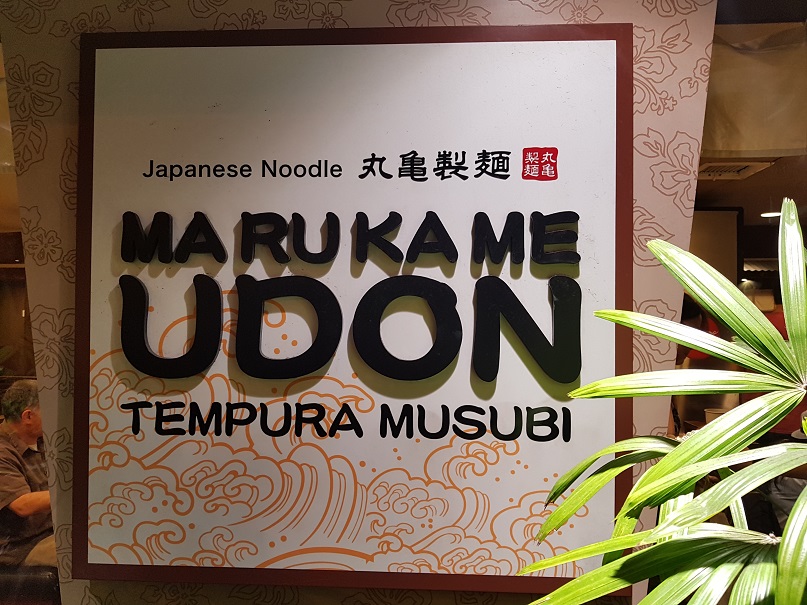 Japanese Noodle 丸亀製麺 丸亀製麺
MARUKAME
UDON
TEMPURA MUSUBI